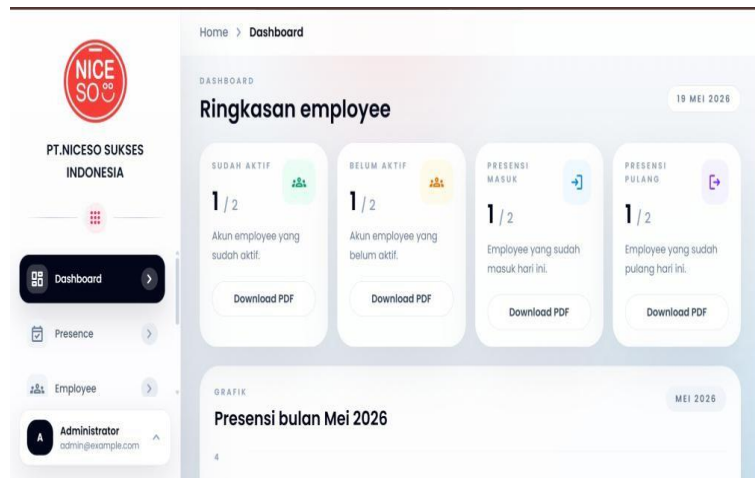 NICE
SO
PT.NICESO SUKSES
INDONESIA
Dashboard
Presence
Employee
A
Administrator
admin@example.com
Home > Dashboard
DASHBOARD
Ringkasan employee
19 MEI 2026
SUDAH AKTIF
1 / 2
Akun employee yang
sudah aktif.
Download PDF
BELUM AKTIF
1 / 2
Akun employee yang
belum aktif.
Download PDF
PRESENSI
MASUK
1 / 2
Employee yang sudah
masuk hari ini.
Download PDF
PRESENSI
PULANG
1 / 2
Employee yang sudah
pulang hari ini.
Download PDF
GRAFIK
Presensi bulan Mei 2026
MEI 2026
4